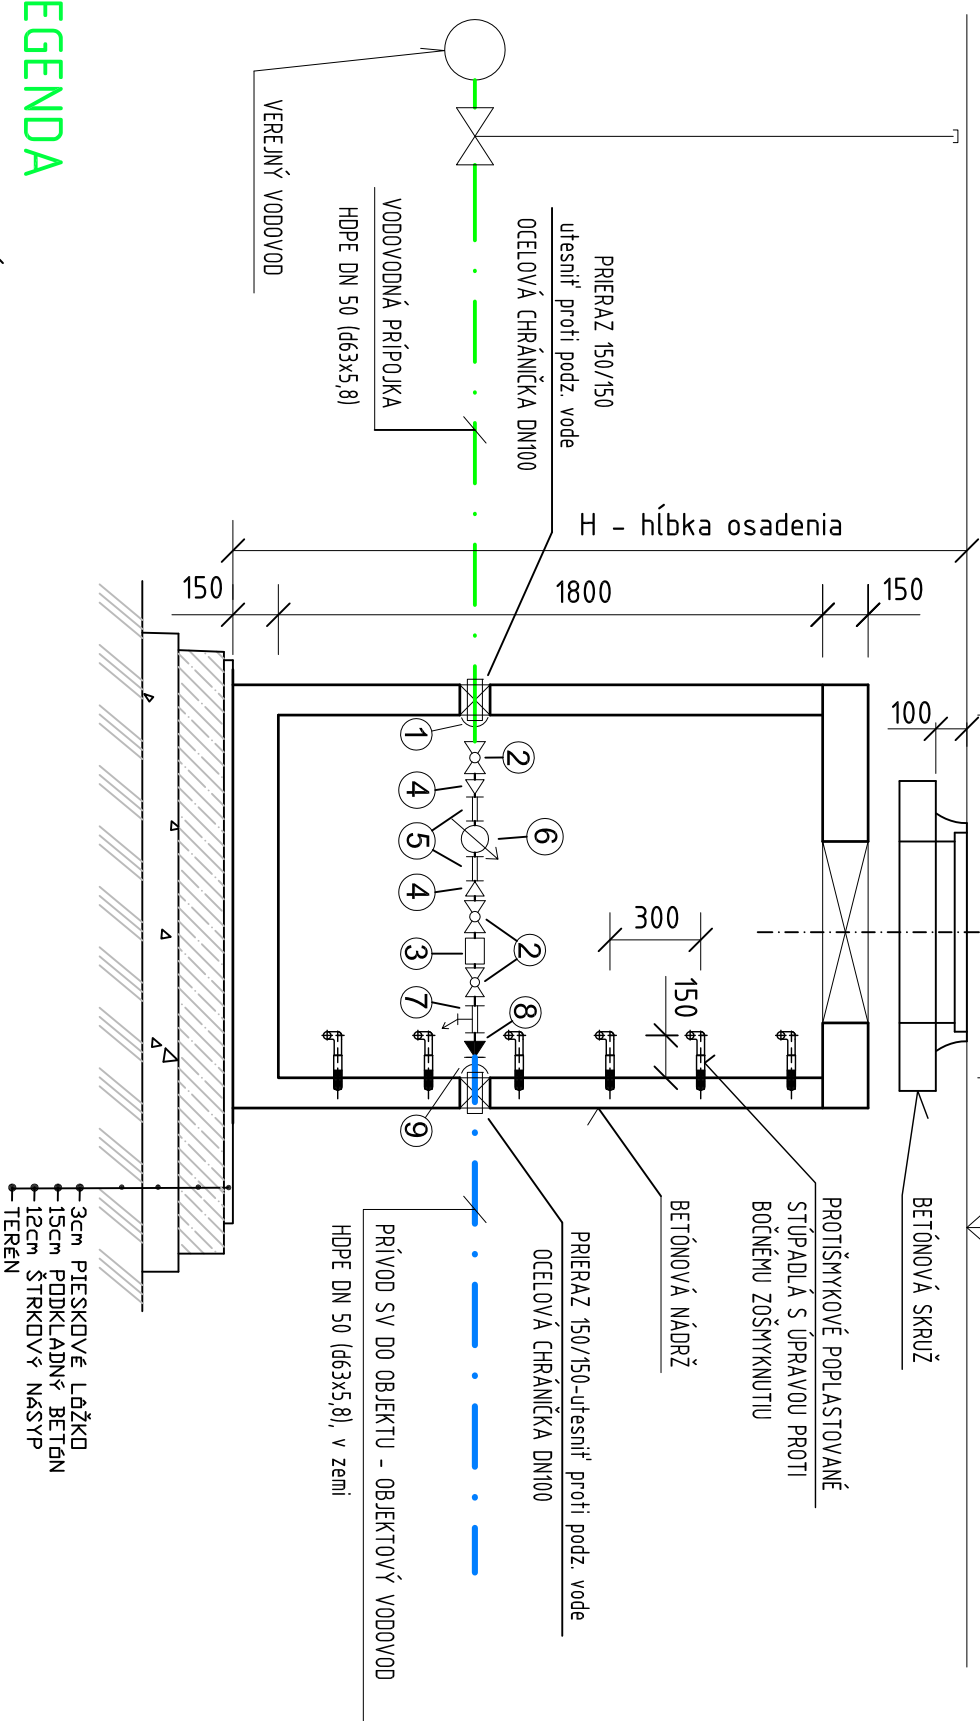 EGENDA
VEREJNÝ VODOVOD
VODOVODNÁ PRÍPOJKA
HDPE DN 50 (d63x5,8)
PRIERAZ 150/150
utesniť proti podz. vode
OCELOVÁ CHRÁNIČKA DN100
H - hĺbka osadenia
150
1800
150
100
300
150
1
2
4
5
6
4
2
3
7
8
9
BETÓNOVÁ SKRUŽ
PROTIŠMYKOVÉ POPLASTOVANÉ
STÚPADLÁ S ÚPRAVOU PROTI
BOČNÉMU ZOŠMYKNUTIU
BETÓNOVÁ NÁDRŽ
PRIERAZ 150/150-utesniť proti podz. vode
OCELOVÁ CHRÁNIČKA DN100
PRÍVOD SV DO OBJEKTU - OBJEKTOVÝ VODOVOD
HDPE DN 50 (d63x5,8), v zemi
3cm PIESKOVÉ LÓŽKO
15cm PODKLADNÝ BETÓN
12cm ŠTRKOVÝ NÁSYP
TERÉN